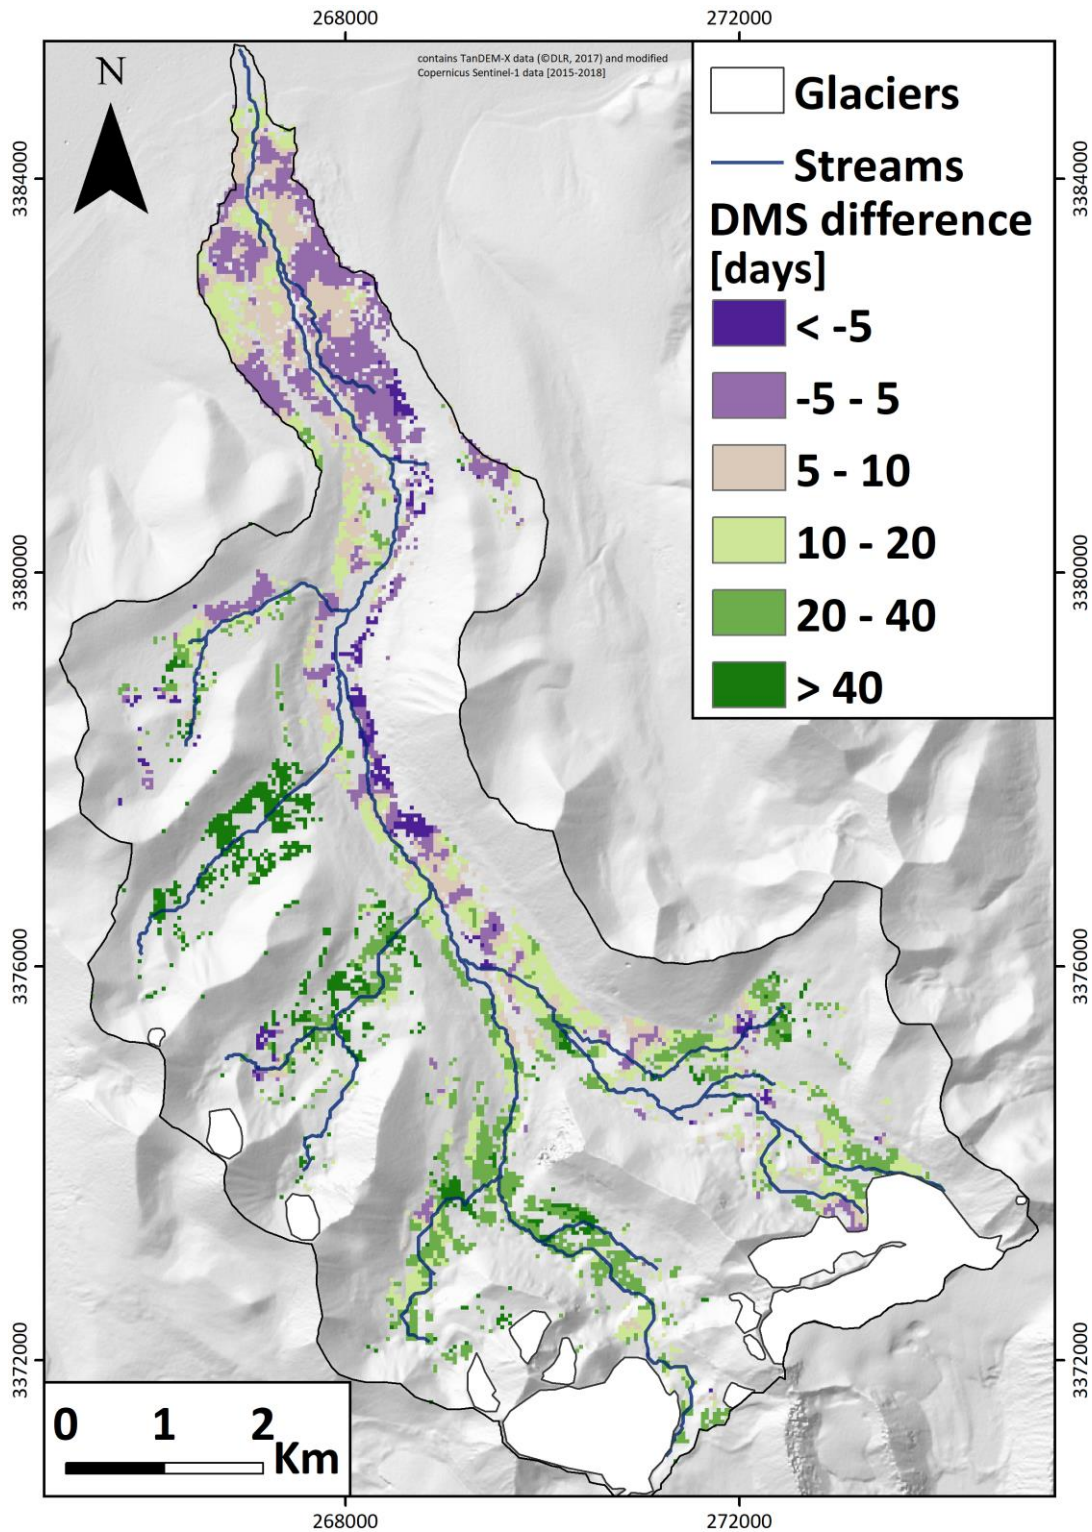 268000
272000
contains TanDEM-X data (©DLR, 2017) and modified
Copernicus Sentinel-1 data [2015-2018]
N
Glaciers
Streams
DMS difference
[days]
< -5
-5 - 5
5 - 10
10 - 20
20 - 40
> 40
3384000
3384000
3380000
3380000
3376000
3376000
3372000
3372000
0 1 2
Km
268000
272000